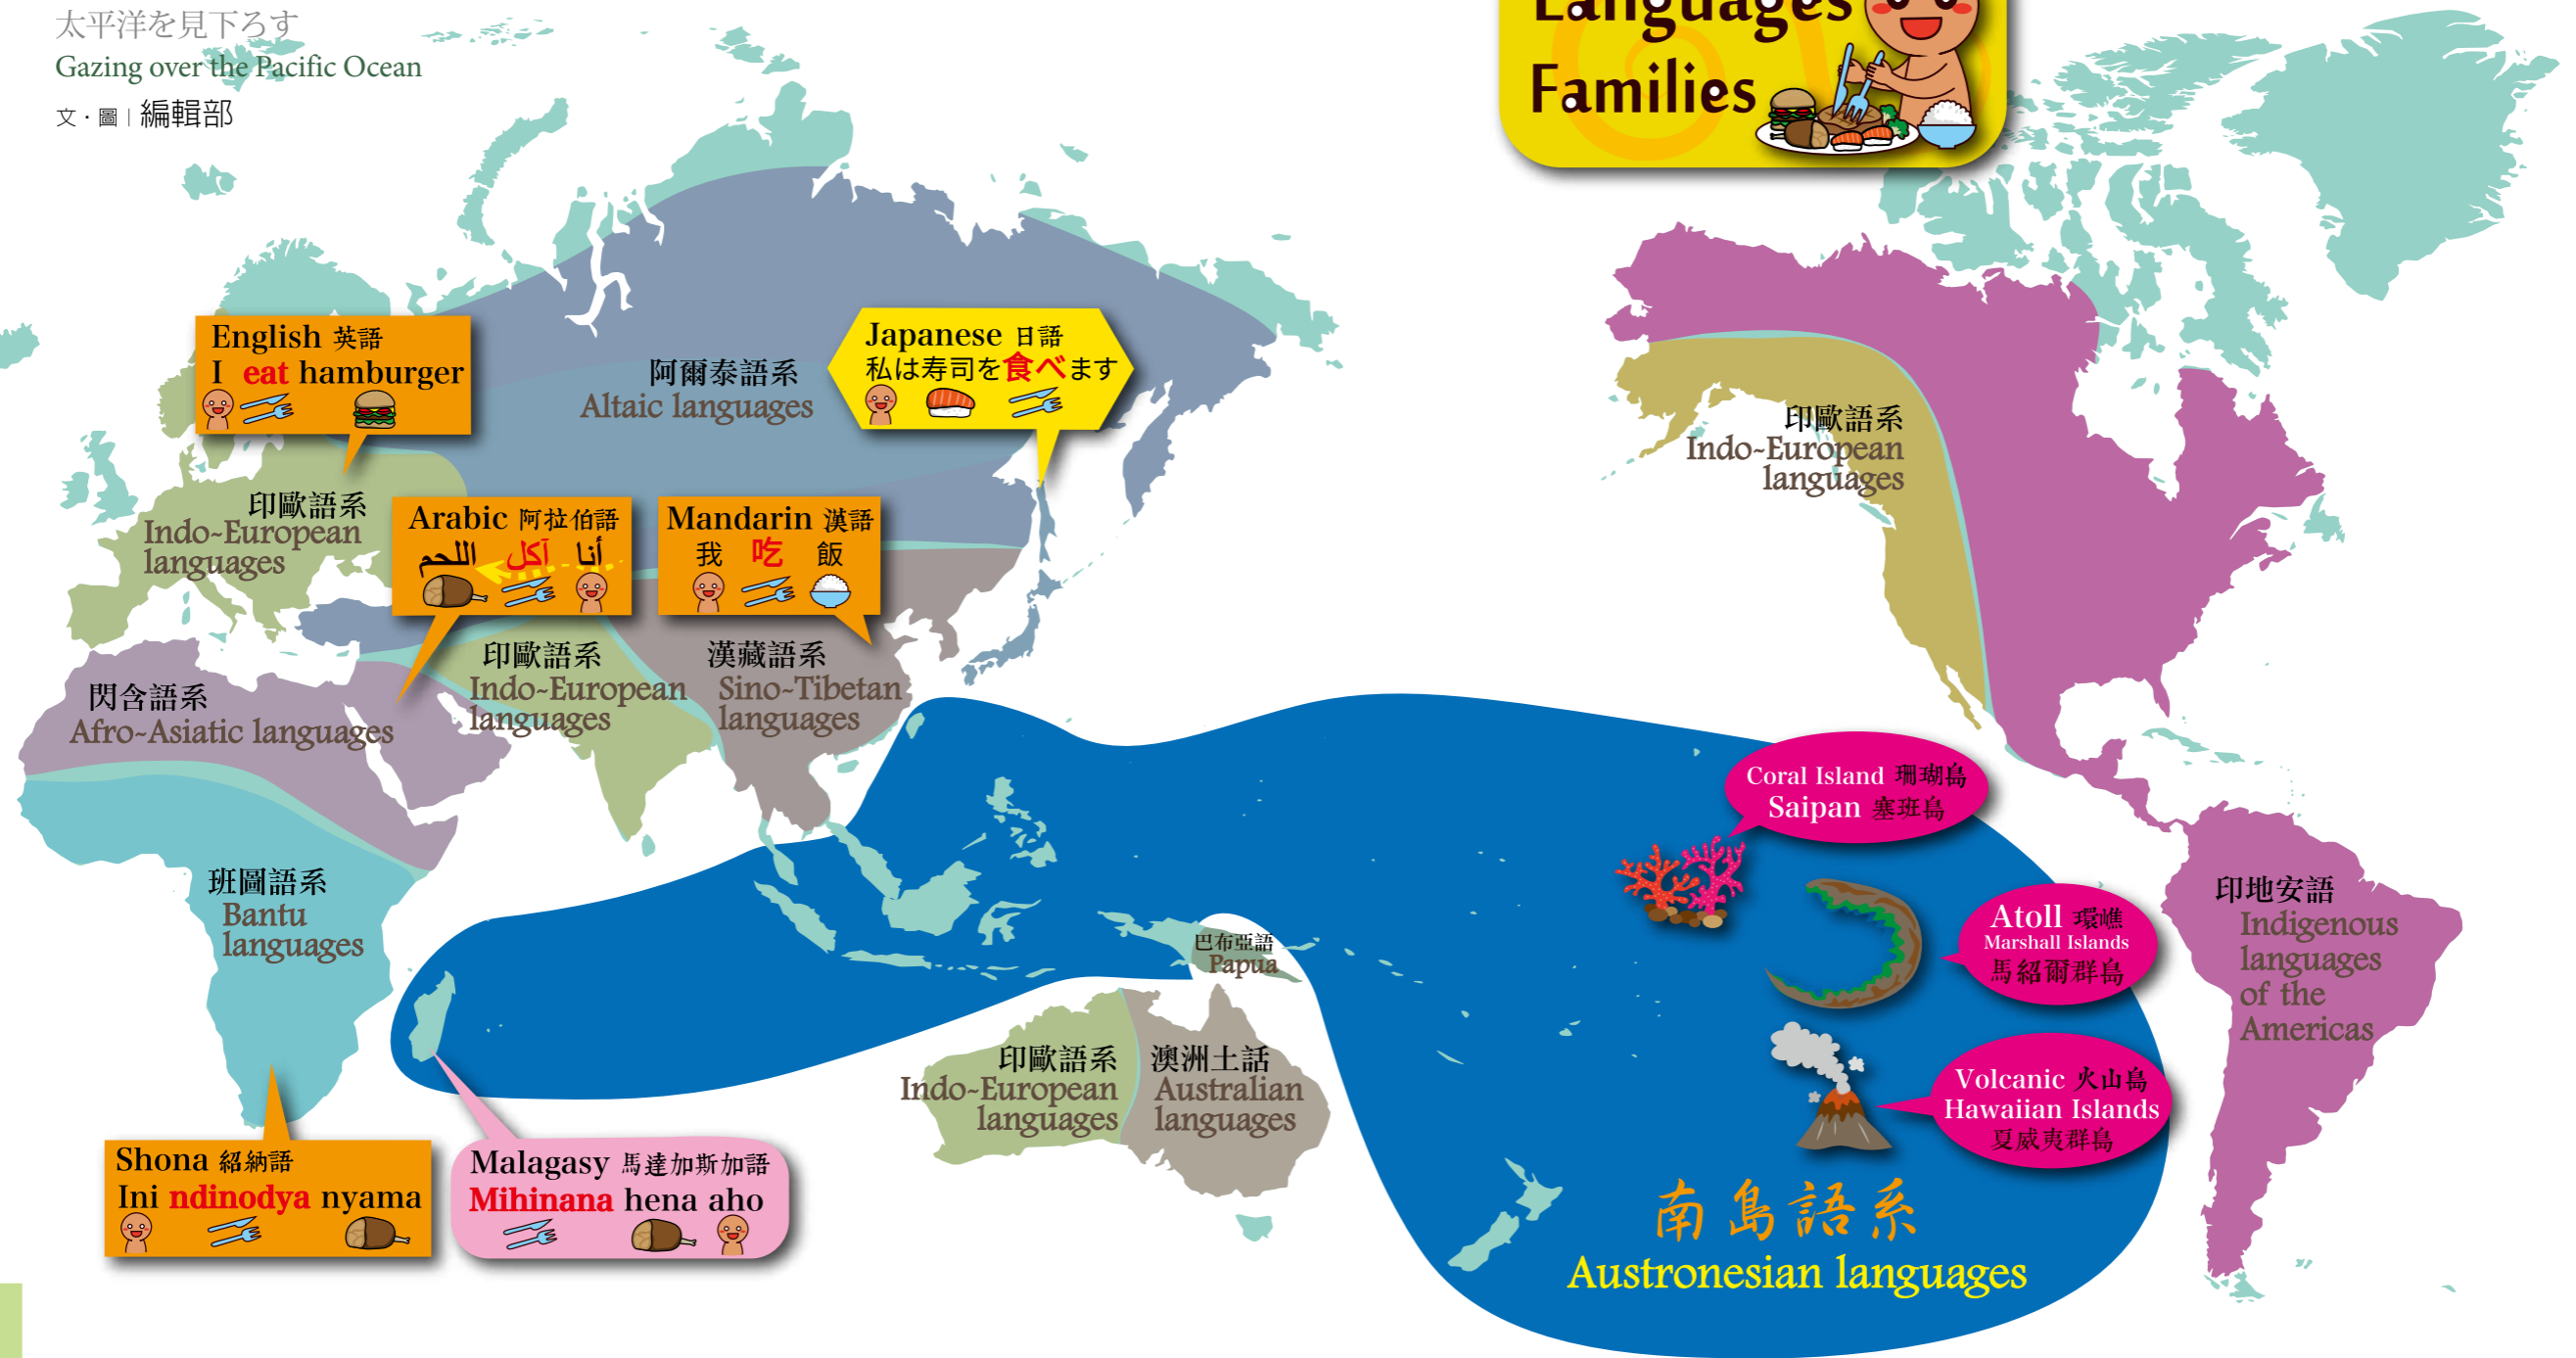 太平洋を見下ろす
Gazing over the Pacific Ocean
文・圖｜編輯部
Languages
Families
English 英語
I eat hamburger
阿爾泰語系
Altaic languages
Japanese 日語
私は寿司を食べます
印歐語系
Indo-European
languages
印歐語系
Indo-European
languages
Arabic 阿拉伯語
أنا آكل اللحم
Mandarin 漢語
我 吃 飯
印歐語系
Indo-European
languages
漢藏語系
Sino-Tibetan
languages
閃含語系
Afro-Asiatic languages
班圖語系
Bantu
languages
Coral Island 珊瑚島
Saipan 塞班島
Atoll 環礁
Marshall Islands
馬紹爾群島
印地安語
Indigenous
languages
of the
Americas
巴布亞語
Papua
印歐語系
Indo-European
languages
澳洲土話
Australian
languages
Volcanic 火山島
Hawaiian Islands
夏威夷群島
Shona 紹納語
Ini ndinodya nyama
Malagasy 馬達加斯加語
Mihinana hena aho
南島語系
Austronesian languages